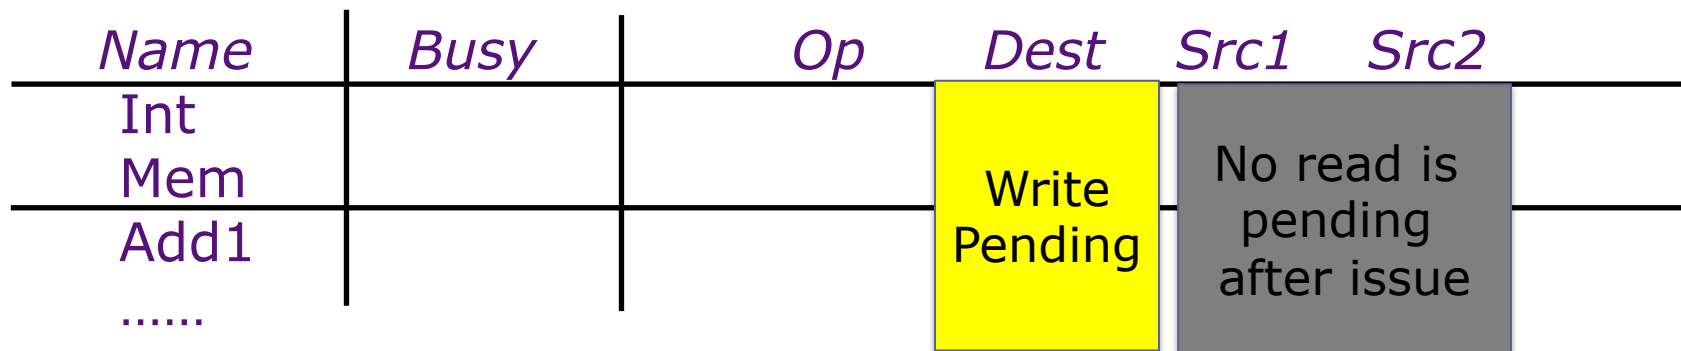 Name Busy Op Dest Src1 Src2
Int
Mem
Add1
......
Write
Pending
No read is
pending
after issue